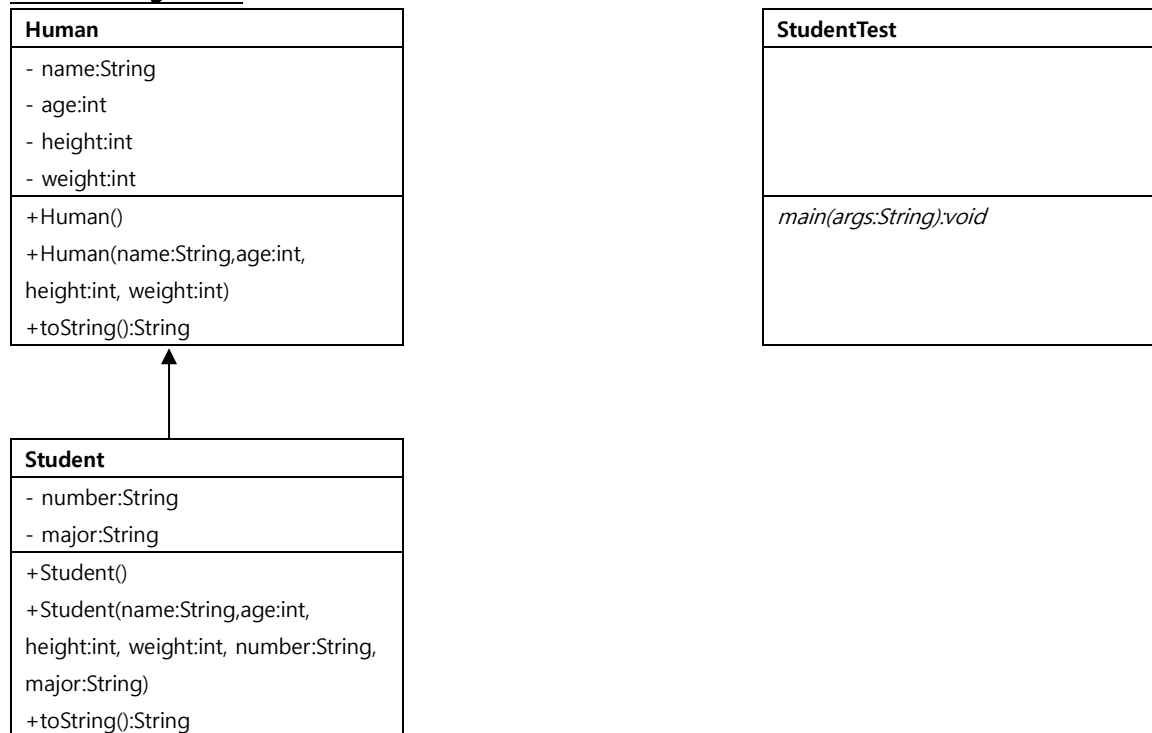 Human
- name:String
- age:int
- height:int
- weight:int
+Human()
+Human(name:String,age:int,
height:int, weight:int)
+toString():String
StudentTest
main(args:String):void
Student
- number:String
- major:String
+Student()
+Student(name:String,age:int,
height:int, weight:int, number:String,
major:String)
+toString():String